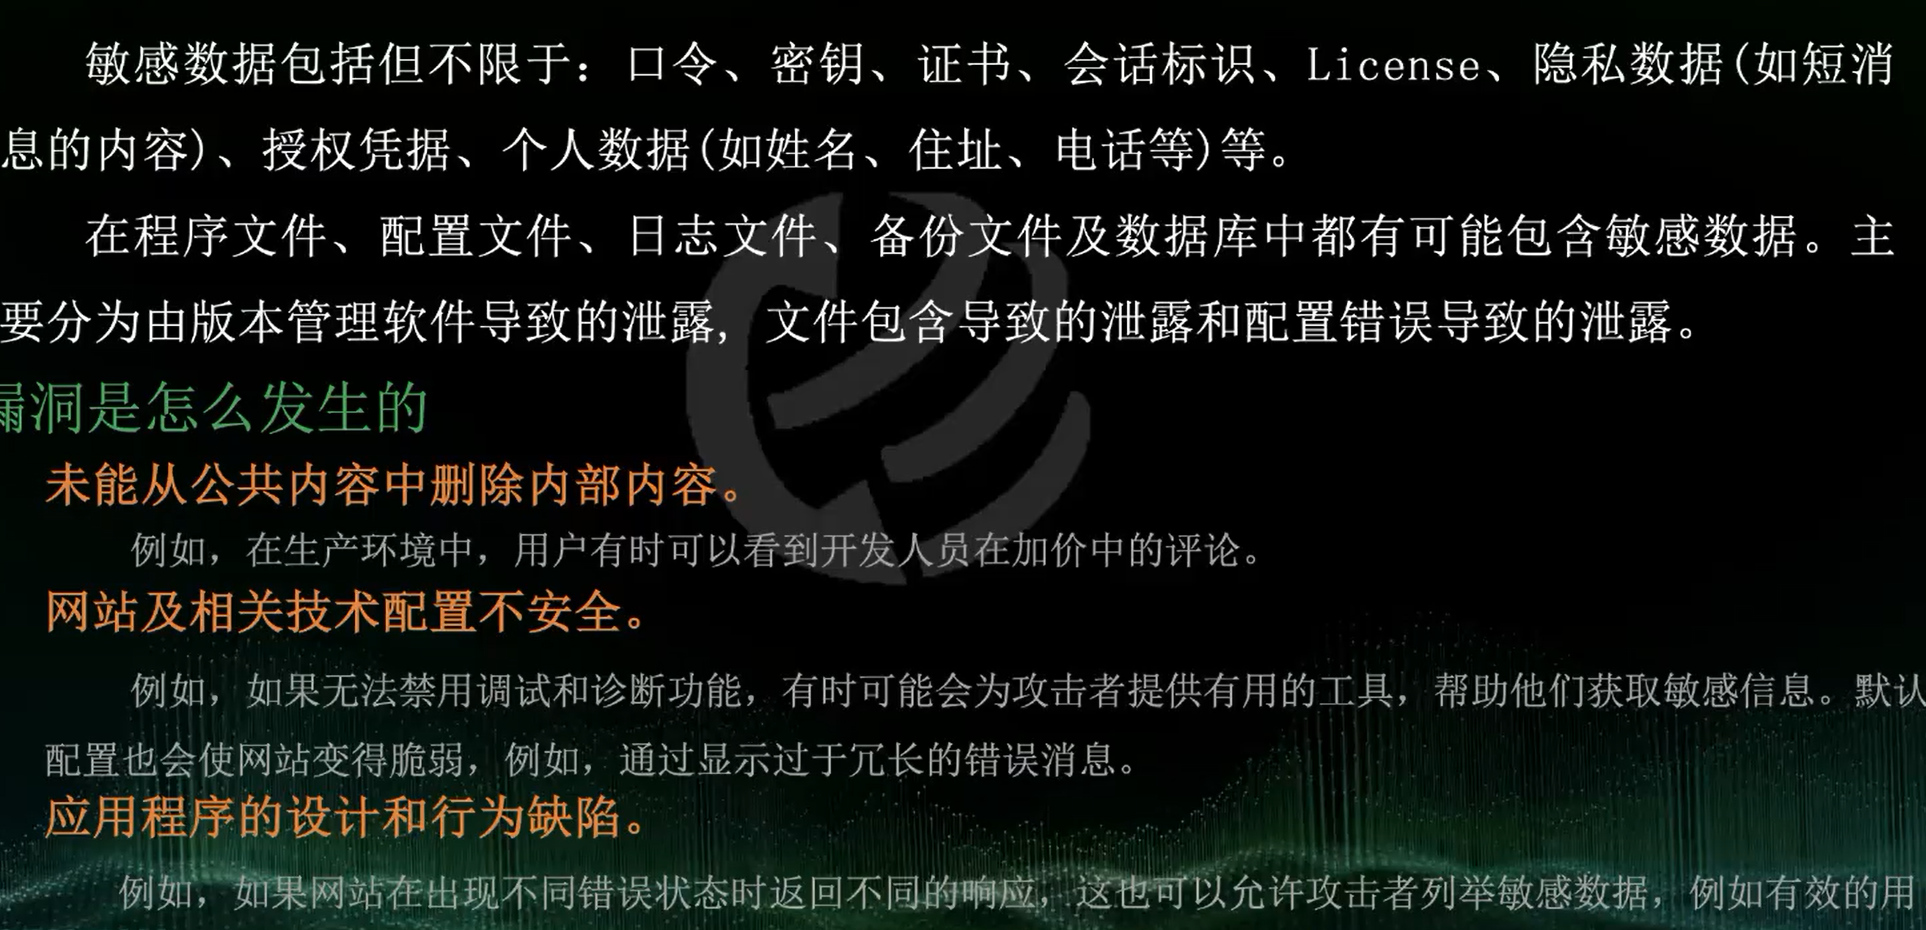 敏感数据包括但不限于：口令、密钥、证书、会话标识、License、隐私数据(如短消
息的内容)、授权凭据、个人数据(如姓名、住址、电话等)等。
在程序文件、配置文件、日志文件、备份文件及数据库中都有可能包含敏感数据。主
要分为由版本管理软件导致的泄露, 文件包含导致的泄露和配置错误导致的泄露。
漏洞是怎么发生的
未能从公共内容中删除内部内容。
例如，在生产环境中，用户有时可以看到开发人员在加价中的评论。
网站及相关技术配置不安全。
例如，如果无法禁用调试和诊断功能，有时可能会为攻击者提供有用的工具，帮助他们获取敏感信息。默认
配置也会使网站变得脆弱，例如，通过显示过于冗长的错误消息。
应用程序的设计和行为缺陷。
例如，如果网站在出现不同错误状态时返回不同的响应，这也可以允许攻击者列举敏感数据，例如有效的用